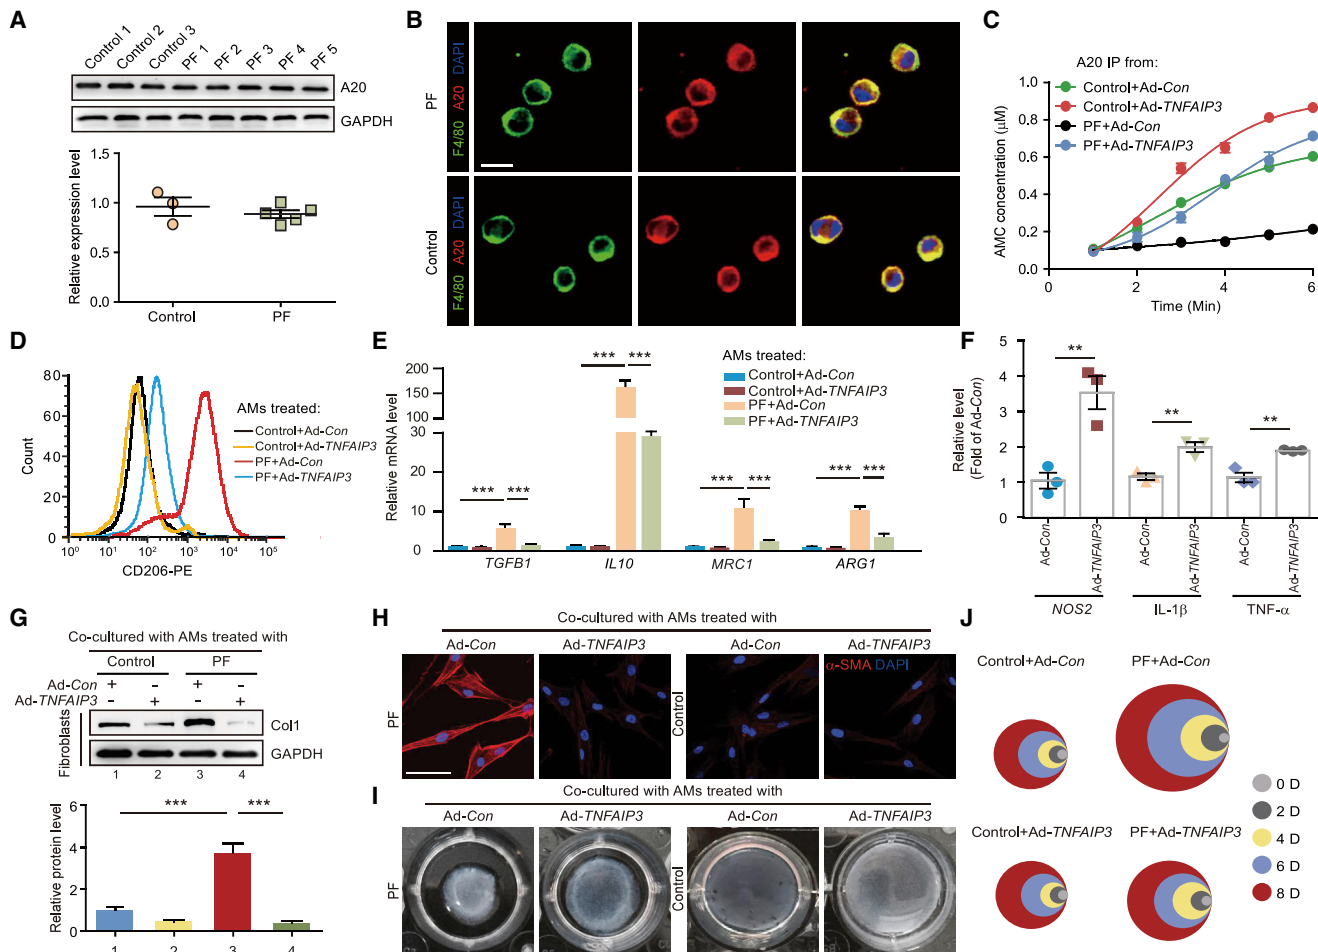 A
Control 1
Control 2
Control 3
PF 1
PF 2
PF 3
PF 4
PF 5
A20
GAPDH
Relative expression level
1.5
1.0
0.5
0.0
Control
PF
B
PF
F4/80 A20 DAPI
Control
F4/80 A20 DAPI
C
A20 IP from:
Control+Ad-Con
Control+Ad-TNFAIP3
PF+Ad-Con
PF+Ad-TNFAIP3
AMC concentration (μM)
1.0
0.8
0.6
0.4
0.2
0.0
0 2 4 6
Time (Min)
D
AMs treated:
Control+Ad-Con
Control+Ad-TNFAIP3
PF+Ad-Con
PF+Ad-TNFAIP3
Count
80
70
60
50
40
30
20
10
0
10⁰ 10¹ 10² 10³ 10⁴ 10⁵
CD206-PE
E
AMs treated:
Control+Ad-Con
Control+Ad-TNFAIP3
PF+Ad-Con
PF+Ad-TNFAIP3
Relative mRNA level
200
150
100
30
20
10
0
*** ***
*** ***
*** ***
*** ***
TGFB1 IL10 MRC1 ARG1
F
Relative level
(Fold of Ad-Con)
5
4
3
2
1
0
** ** **
Ad-Con
Ad-TNFAIP3
Ad-Con
Ad-TNFAIP3
Ad-Con
Ad-TNFAIP3
NOS2 IL-1β TNF-α
G
Co-cultured with AMs treated with
Control PF
Ad-Con + – + –
Ad-TNFAIP3 – + – +
Fibroblasts
Col1
GAPDH
1 2 3 4
Relative protein level
6
4
2
0
*** ***
1 2 3 4
H
Co-cultured with AMs treated with
Ad-Con Ad-TNFAIP3 Ad-Con Ad-TNFAIP3
α-SMA DAPI
PF
Control
I
Co-cultured with AMs treated with
Ad-Con Ad-TNFAIP3 Ad-Con Ad-TNFAIP3
PF
Control
J
Control+Ad-Con PF+Ad-Con
Control+Ad-TNFAIP3 PF+Ad-TNFAIP3
0 D
2 D
4 D
6 D
8 D